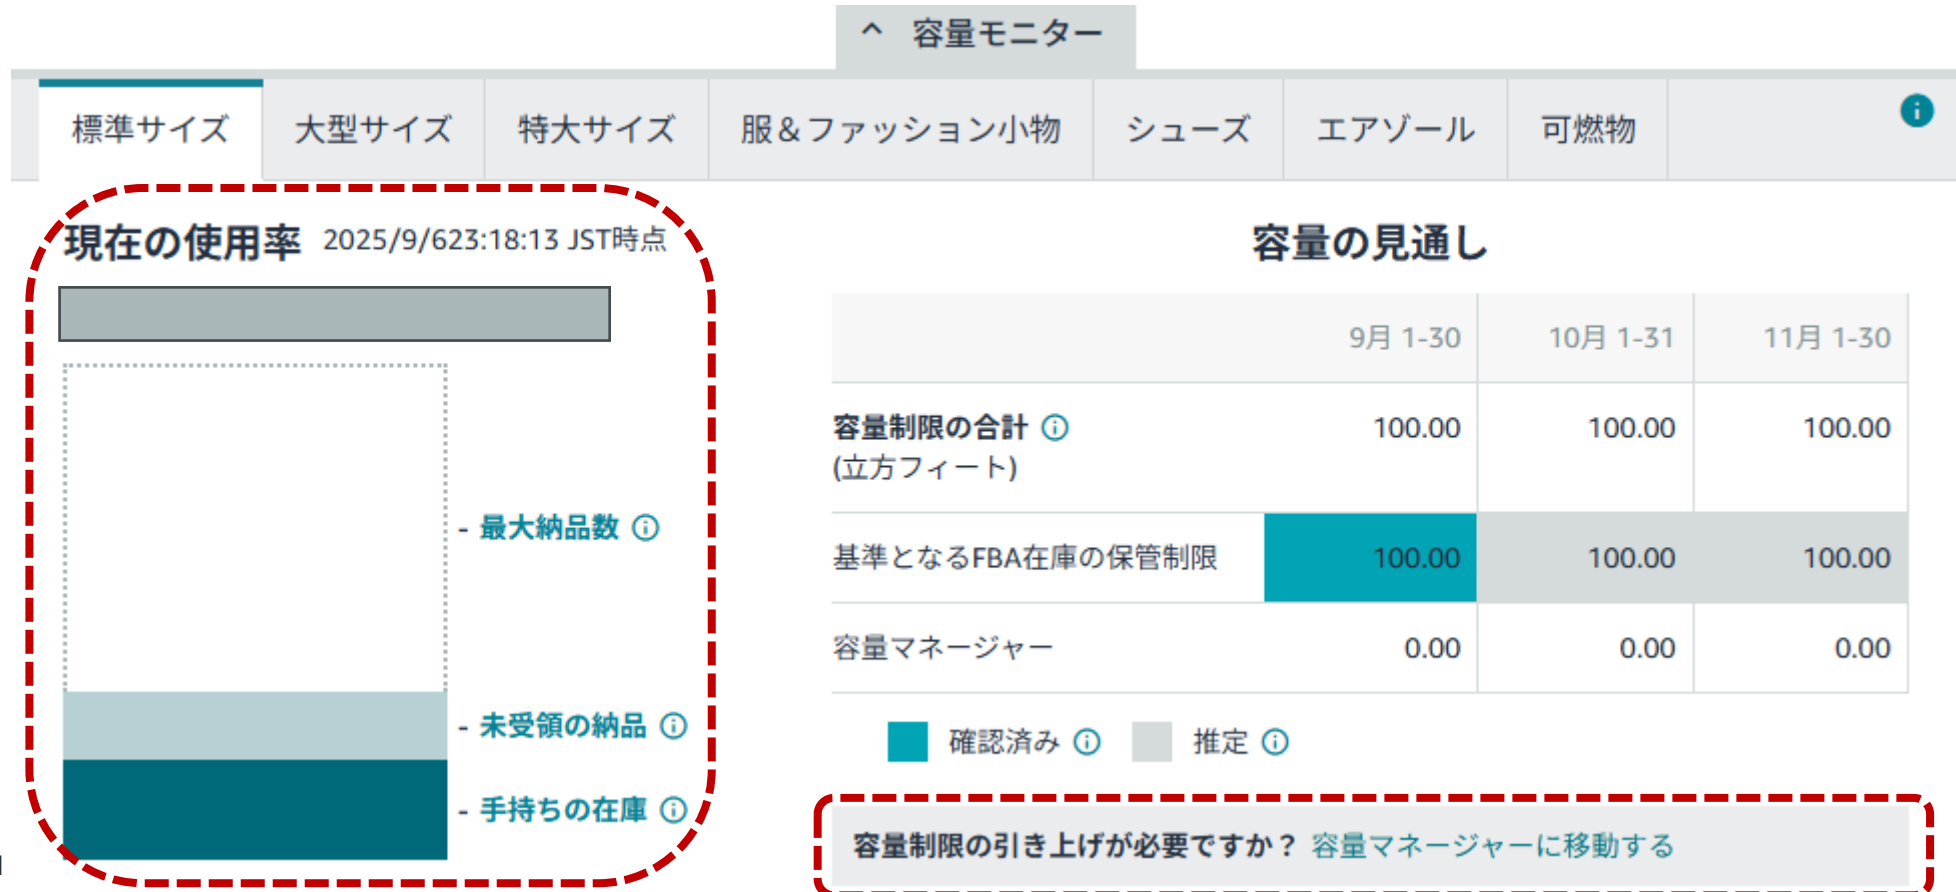 容量モニター
標準サイズ
大型サイズ
特大サイズ
服＆ファッション小物
シューズ
エアゾール
可燃物
現在の使用率 2025/9/623:18:13 JST時点
- 最大納品数
- 未受領の納品
- 手持ちの在庫
容量の見通し
9月 1-30 10月 1-31 11月 1-30
容量制限の合計 100.00 100.00 100.00
(立方フィート)
基準となるFBA在庫の保管制限 100.00 100.00 100.00
容量マネージャー 0.00 0.00 0.00
確認済み 推定
容量制限の引き上げが必要ですか？ 容量マネージャーに移動する